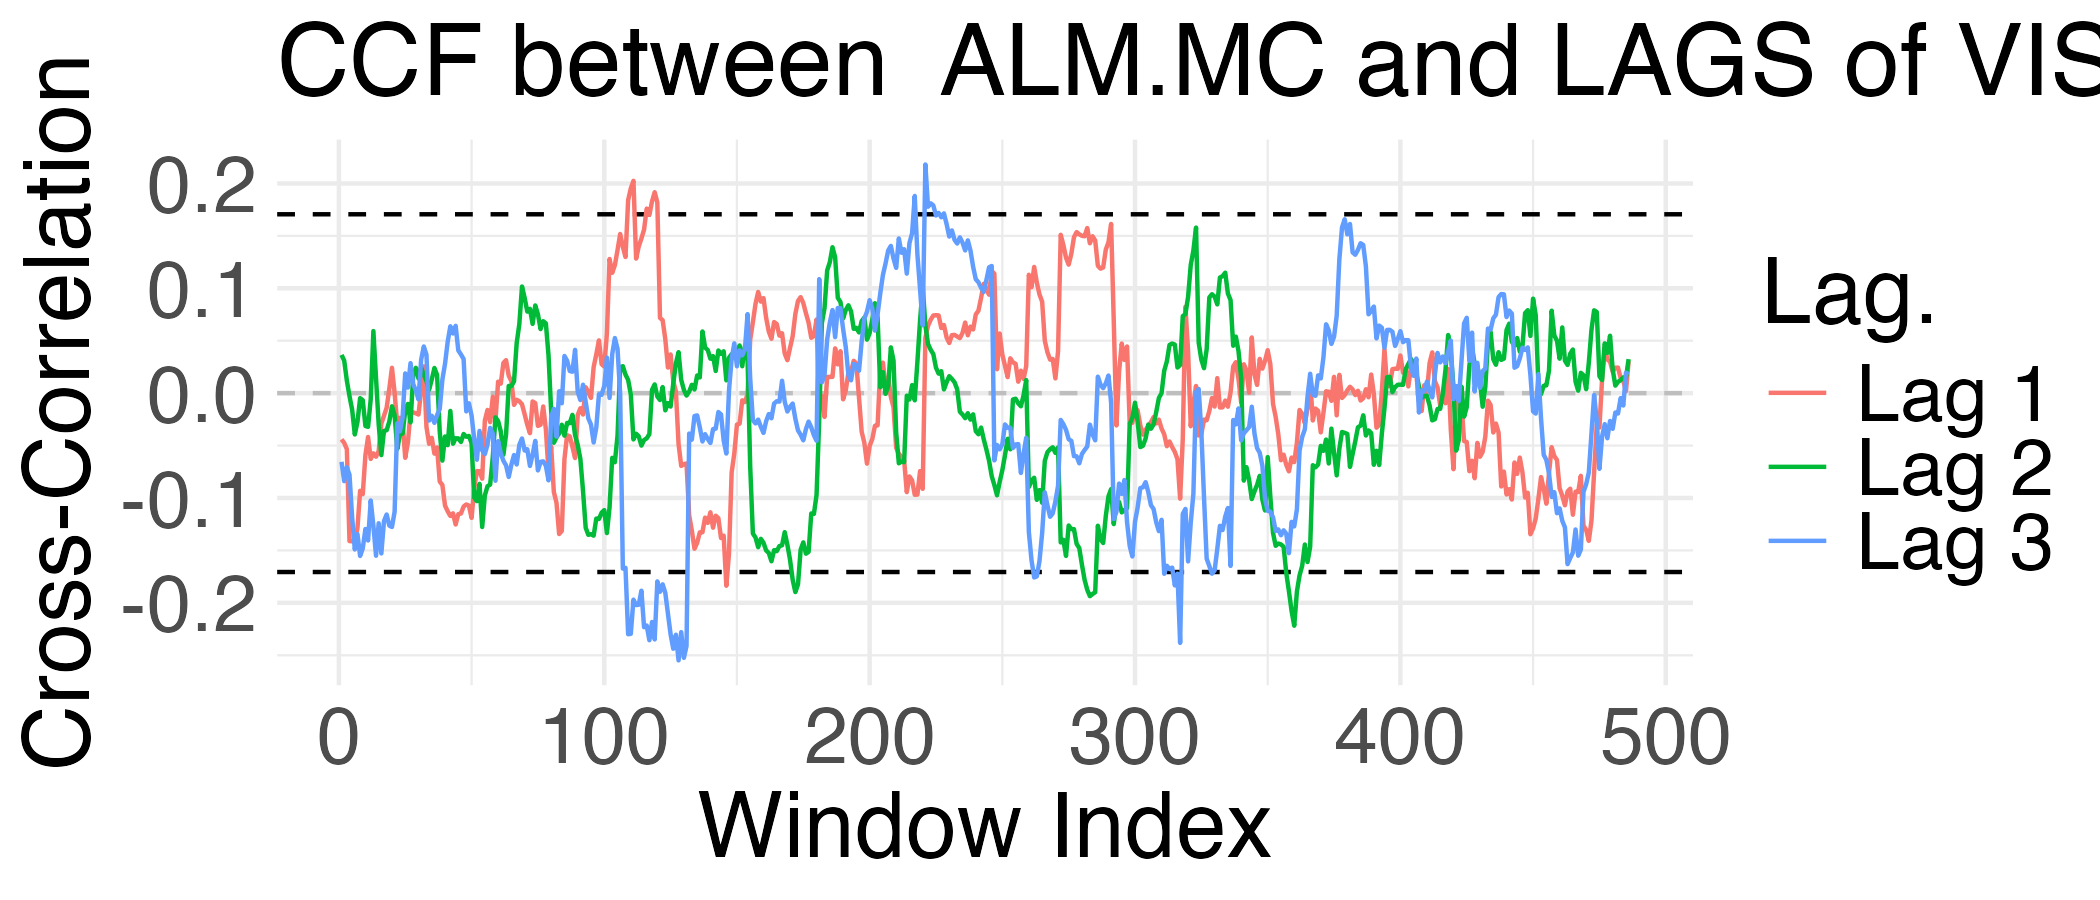 CCF between  ALM.MC and LAGS of VIS
Cross-Correlation
0.2
0.1
0.0
-0.1
-0.2
0 100 200 300 400 500
Window Index
Lag.
Lag 1
Lag 2
Lag 3